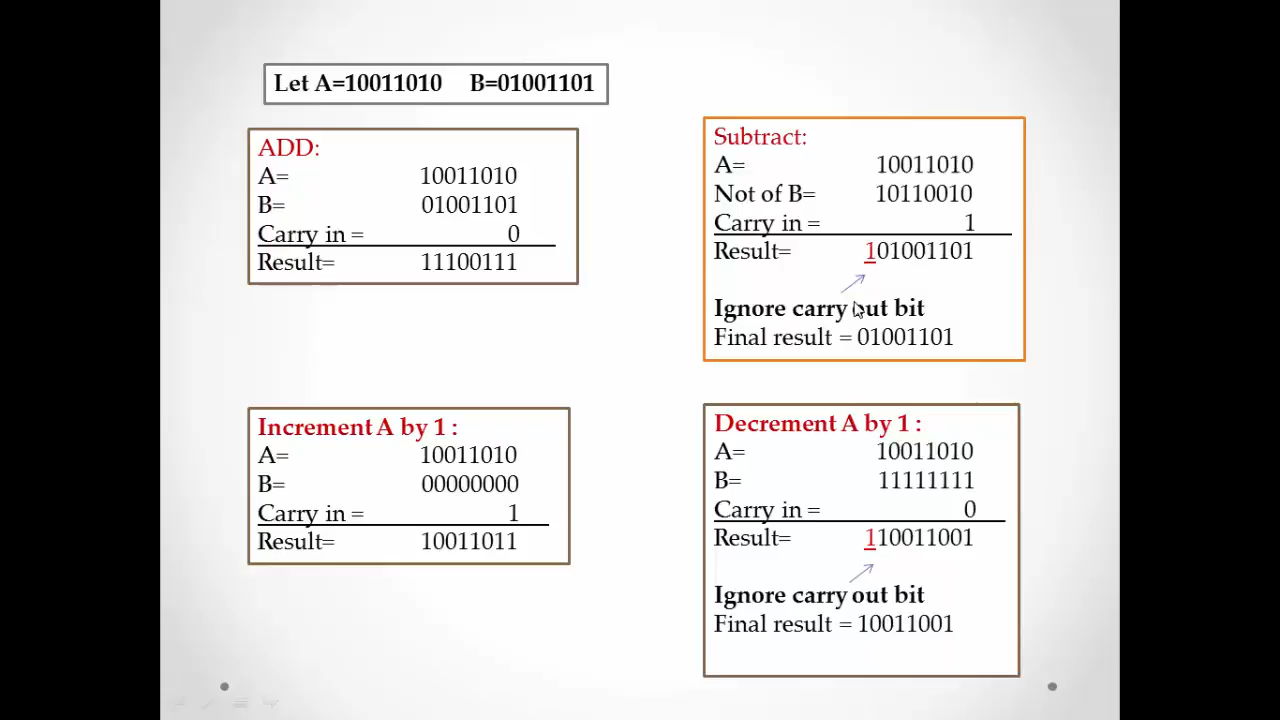 Let A=10011010 B=01001101
ADD:
A= 10011010
B= 01001101
Carry in = 0
Result= 11100111
Subtract:
A= 10011010
Not of B= 10110010
Carry in = 1
Result= 101001101
Ignore carry out bit
Final result = 01001101
Increment A by 1 :
A= 10011010
B= 00000000
Carry in = 1
Result= 10011011
Decrement A by 1 :
A= 10011010
B= 11111111
Carry in = 0
Result= 110011001
Ignore carry out bit
Final result = 10011001